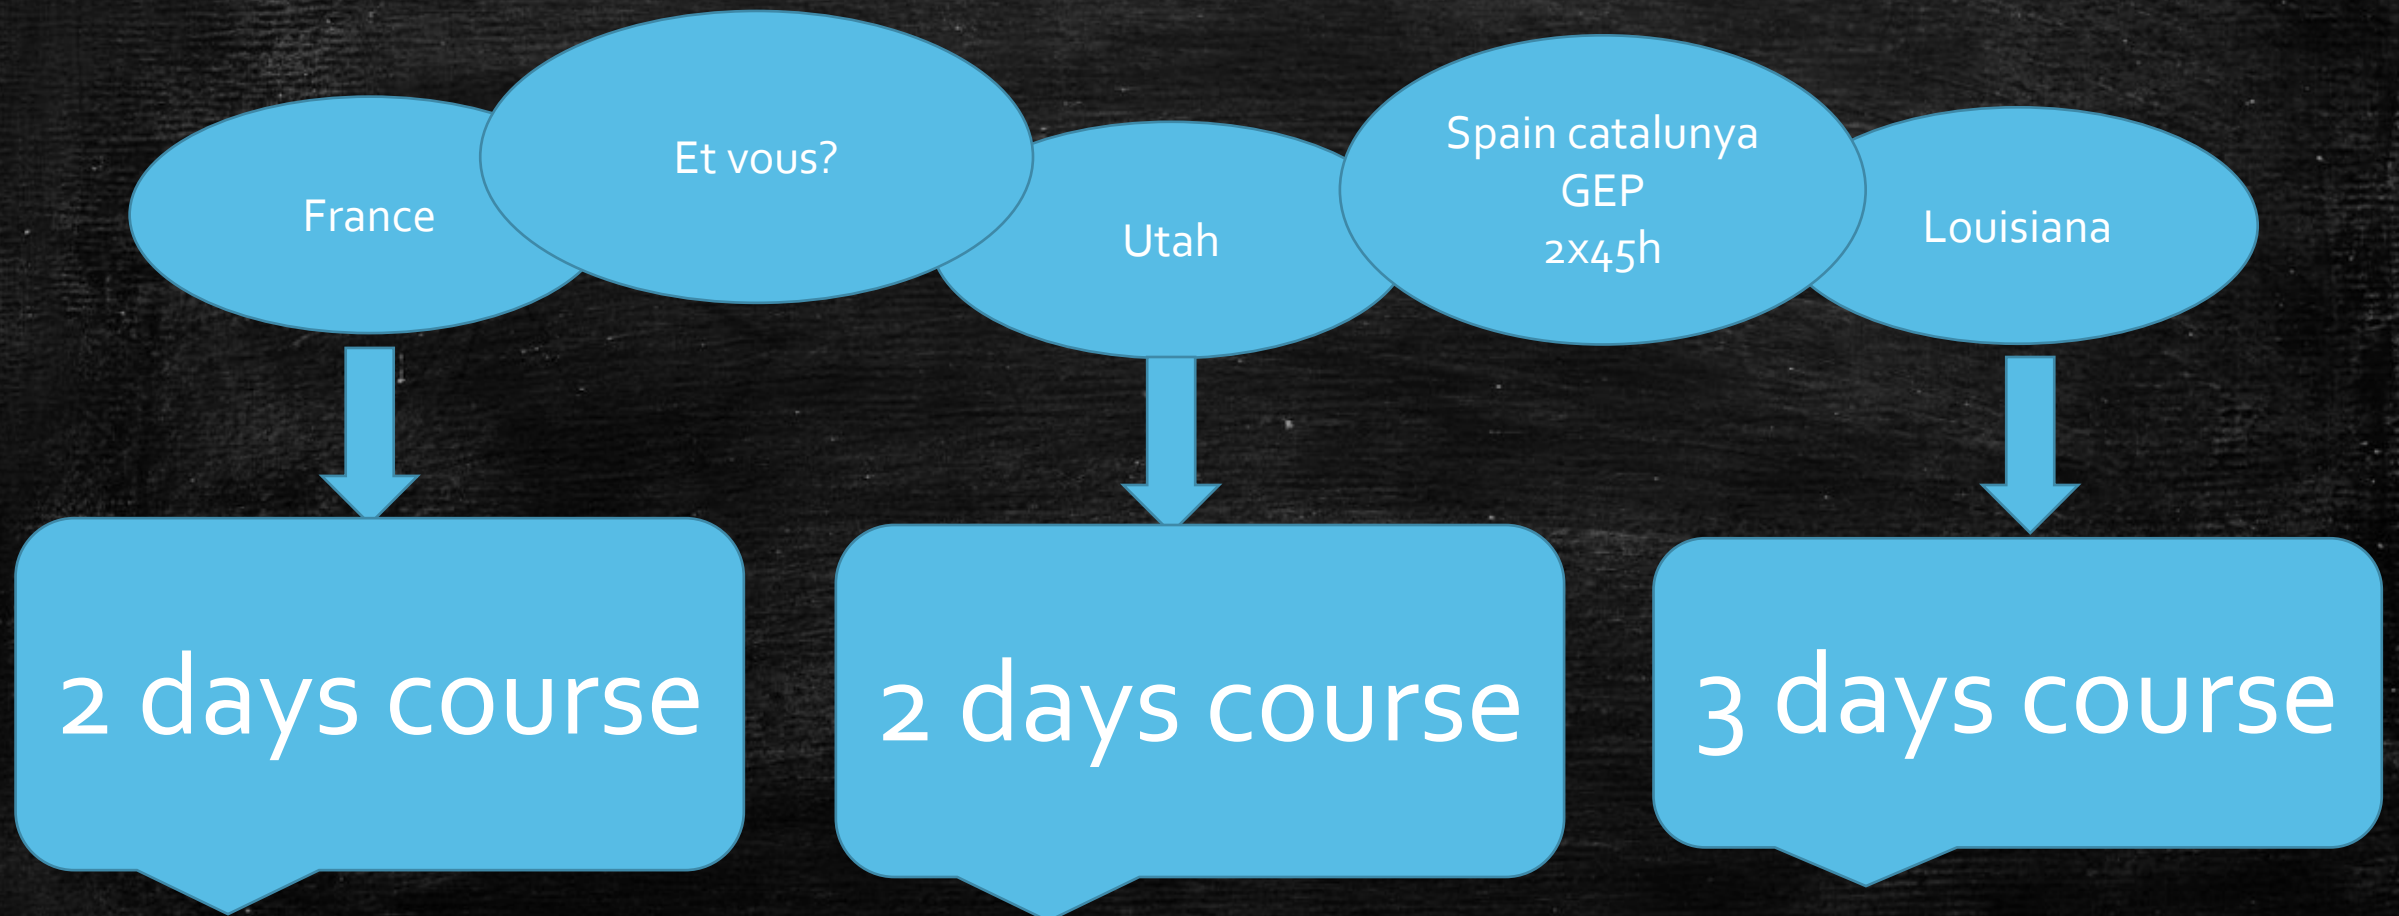 France
Et vous?
Utah
Spain catalunya
GEP
2x45h
Louisiana
2 days course
2 days course
3 days course